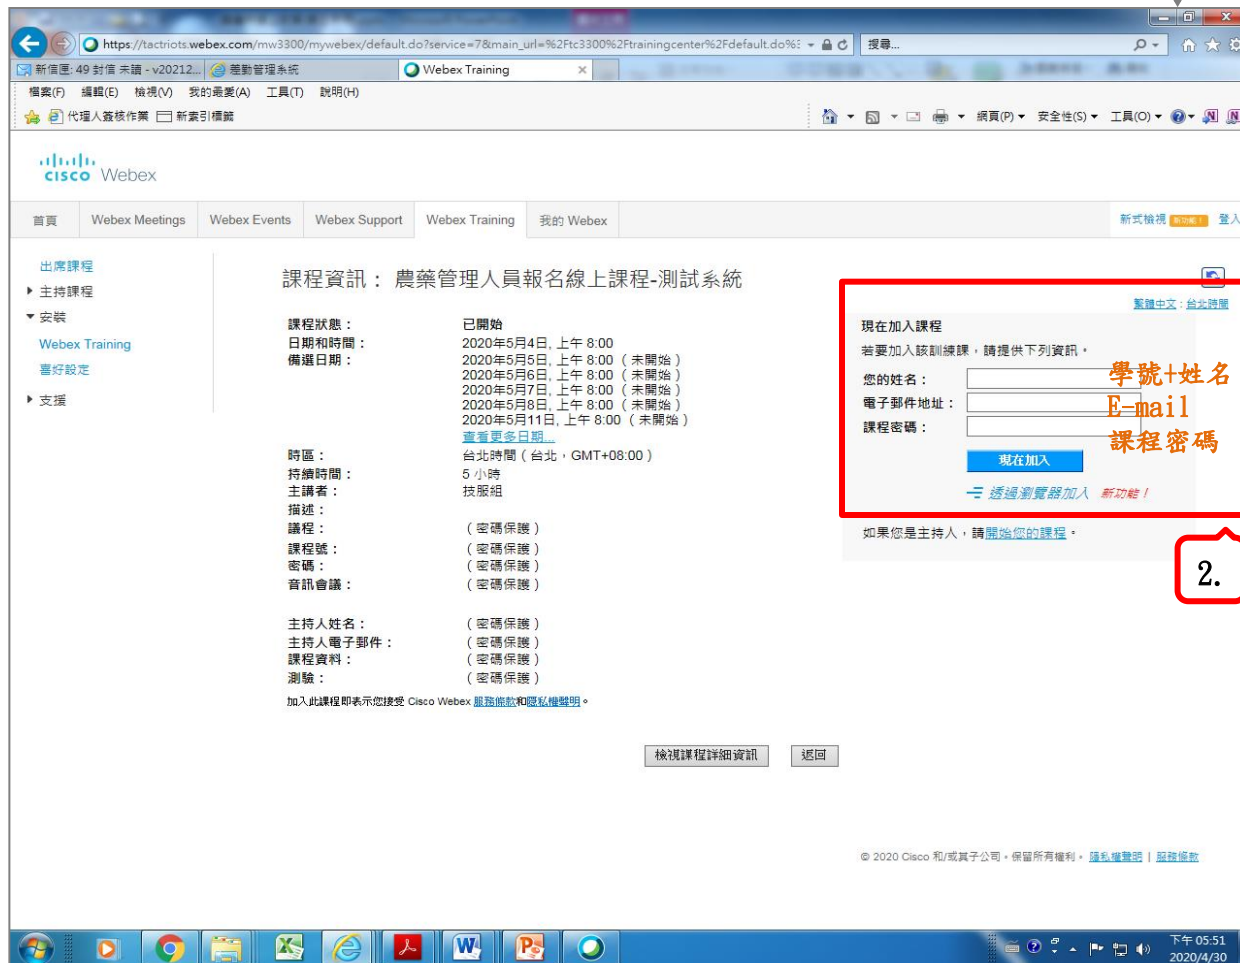 https://tactriots.webex.com/mw3300/mywebex/default.do?service=7&main_url=%2Ftc3300%2Ftrainingcenter%2Fdefault.do%
搜尋...
新信匣: 49 封信 未讀 - v20212...
差勤管理系統
Webex Training
檔案(F) 編輯(E) 檢視(V) 我的最愛(A) 工具(T) 說明(H)
代理人簽核作業 新索引標籤
網頁(P) 安全性(S) 工具(O)
CISCO Webex
首頁 Webex Meetings Webex Events Webex Support Webex Training 我的 Webex
新式檢視 新功能! 登入
出席課程
主持課程
安裝
Webex Training
喜好設定
支援
課程資訊： 農藥管理人員報名線上課程-測試系統
課程狀態： 已開始
日期和時間： 2020年5月4日, 上午 8:00
備選日期： 2020年5月5日, 上午 8:00 ( 未開始 )
2020年5月6日, 上午 8:00 ( 未開始 )
2020年5月7日, 上午 8:00 ( 未開始 )
2020年5月8日, 上午 8:00 ( 未開始 )
2020年5月11日, 上午 8:00 ( 未開始 )
查看更多日期...
時區： 台北時間 ( 台北，GMT+08:00 )
持續時間： 5 小時
主講者： 技服組
描述：
議程： ( 密碼保護 )
課程號： ( 密碼保護 )
密碼： ( 密碼保護 )
音訊會議： ( 密碼保護 )
主持人姓名： ( 密碼保護 )
主持人電子郵件： ( 密碼保護 )
課程資料： ( 密碼保護 )
測驗： ( 密碼保護 )
加入此課程即表示您接受 Cisco Webex 服務條款和隱私權聲明。
檢視課程詳細資訊 返回
繁體中文 : 台北時間
現在加入課程
若要加入該訓練課，請提供下列資訊。
您的姓名： 學號+姓名
電子郵件地址： E-mail
課程密碼： 課程密碼
現在加入
透過瀏覽器加入 新功能！
如果您是主持人，請開始您的課程。
2.
© 2020 Cisco 和/或其子公司。保留所有權利。 隱私權聲明 | 服務條款
下午 05:51
2020/4/30